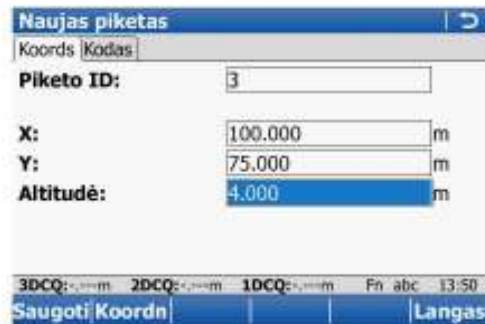 Naujas piketas
Koords Kodas
Piketo ID: 3
X: 100.000 m
Y: 75.000 m
Altitudė: 4.000 m
3DCQ:-.---m 2DCQ:-.---m 1DCQ:-.---m Fn abc 13:50
Saugoti Koordn Langas